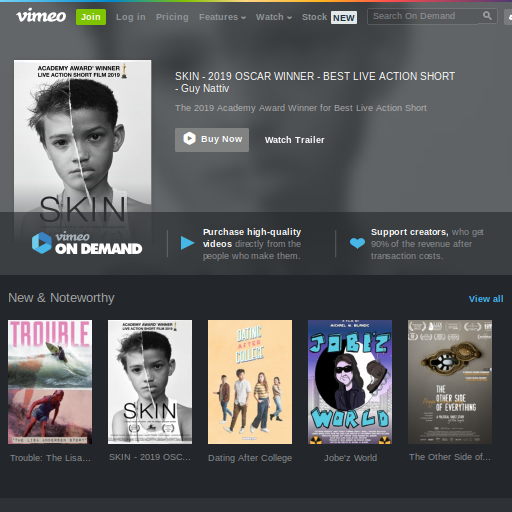 vimeo Join Log in Pricing Features Watch Stock NEW Search On Demand
ACADEMY AWARD® WINNER
LIVE ACTION SHORT FILM 2019
SKIN
SKIN - 2019 OSCAR WINNER - BEST LIVE ACTION SHORT
- Guy Nattiv
The 2019 Academy Award Winner for Best Live Action Short
Buy Now Watch Trailer
vimeo
ON DEMAND
Purchase high-quality
videos directly from the
people who make them.
Support creators, who get
90% of the revenue after
transaction costs.
New & Noteworthy View all
TROUBLE
THE LISA ANDERSEN STORY
ACADEMY AWARD® WINNER
LIVE ACTION SHORT FILM 2019
SKIN
DATING
AFTER
COLLEGE
JOBE'Z
WORLD
THE
OTHER SIDE
OF EVERYTHING
Trouble: The Lisa...
SKIN - 2019 OSC...
Dating After College
Jobe'z World
The Other Side of...